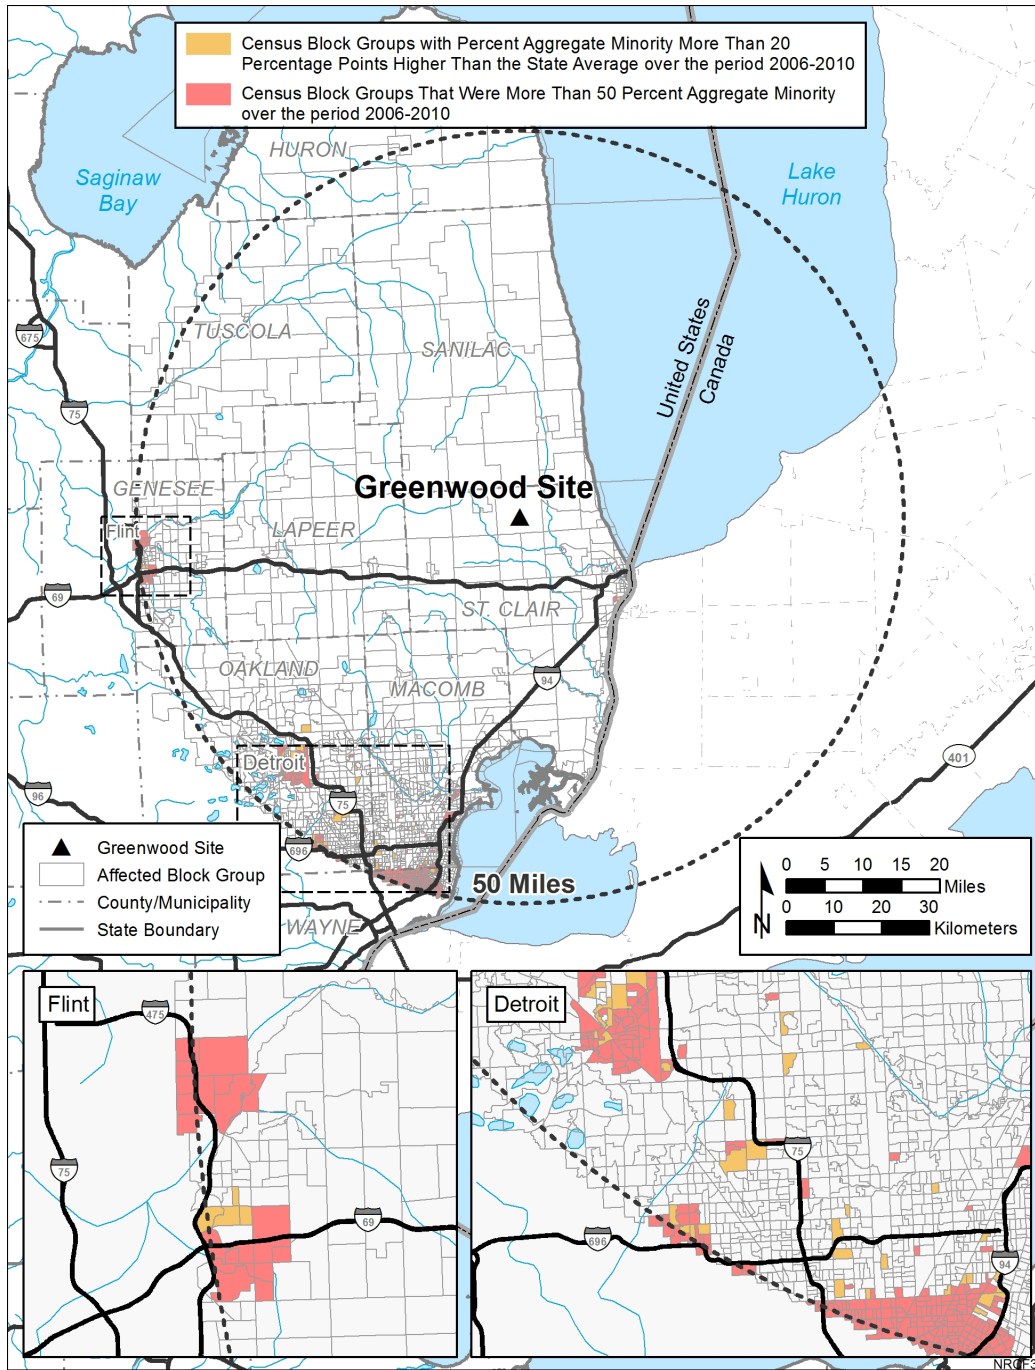 Census Block Groups with Percent Aggregate Minority More Than 20
Percentage Points Higher Than the State Average over the period 2006-2010
Census Block Groups That Were More Than 50 Percent Aggregate Minority
over the period 2006-2010
HURON
Saginaw
Bay
Lake
Huron
TUSCOLA
SANILAC
United States
Canada
675
75
GENESEE
Greenwood Site
Flint
LAPEER
69
ST. CLAIR
OAKLAND
MACOMB
94
Detroit
401
96
75
696
50 Miles
WAYNE
Greenwood Site
Affected Block Group
County/Municipality
State Boundary
0 5 10 15 20
Miles
0 10 20 30
Kilometers
N
Flint
475
75
69
Detroit
75
696
94